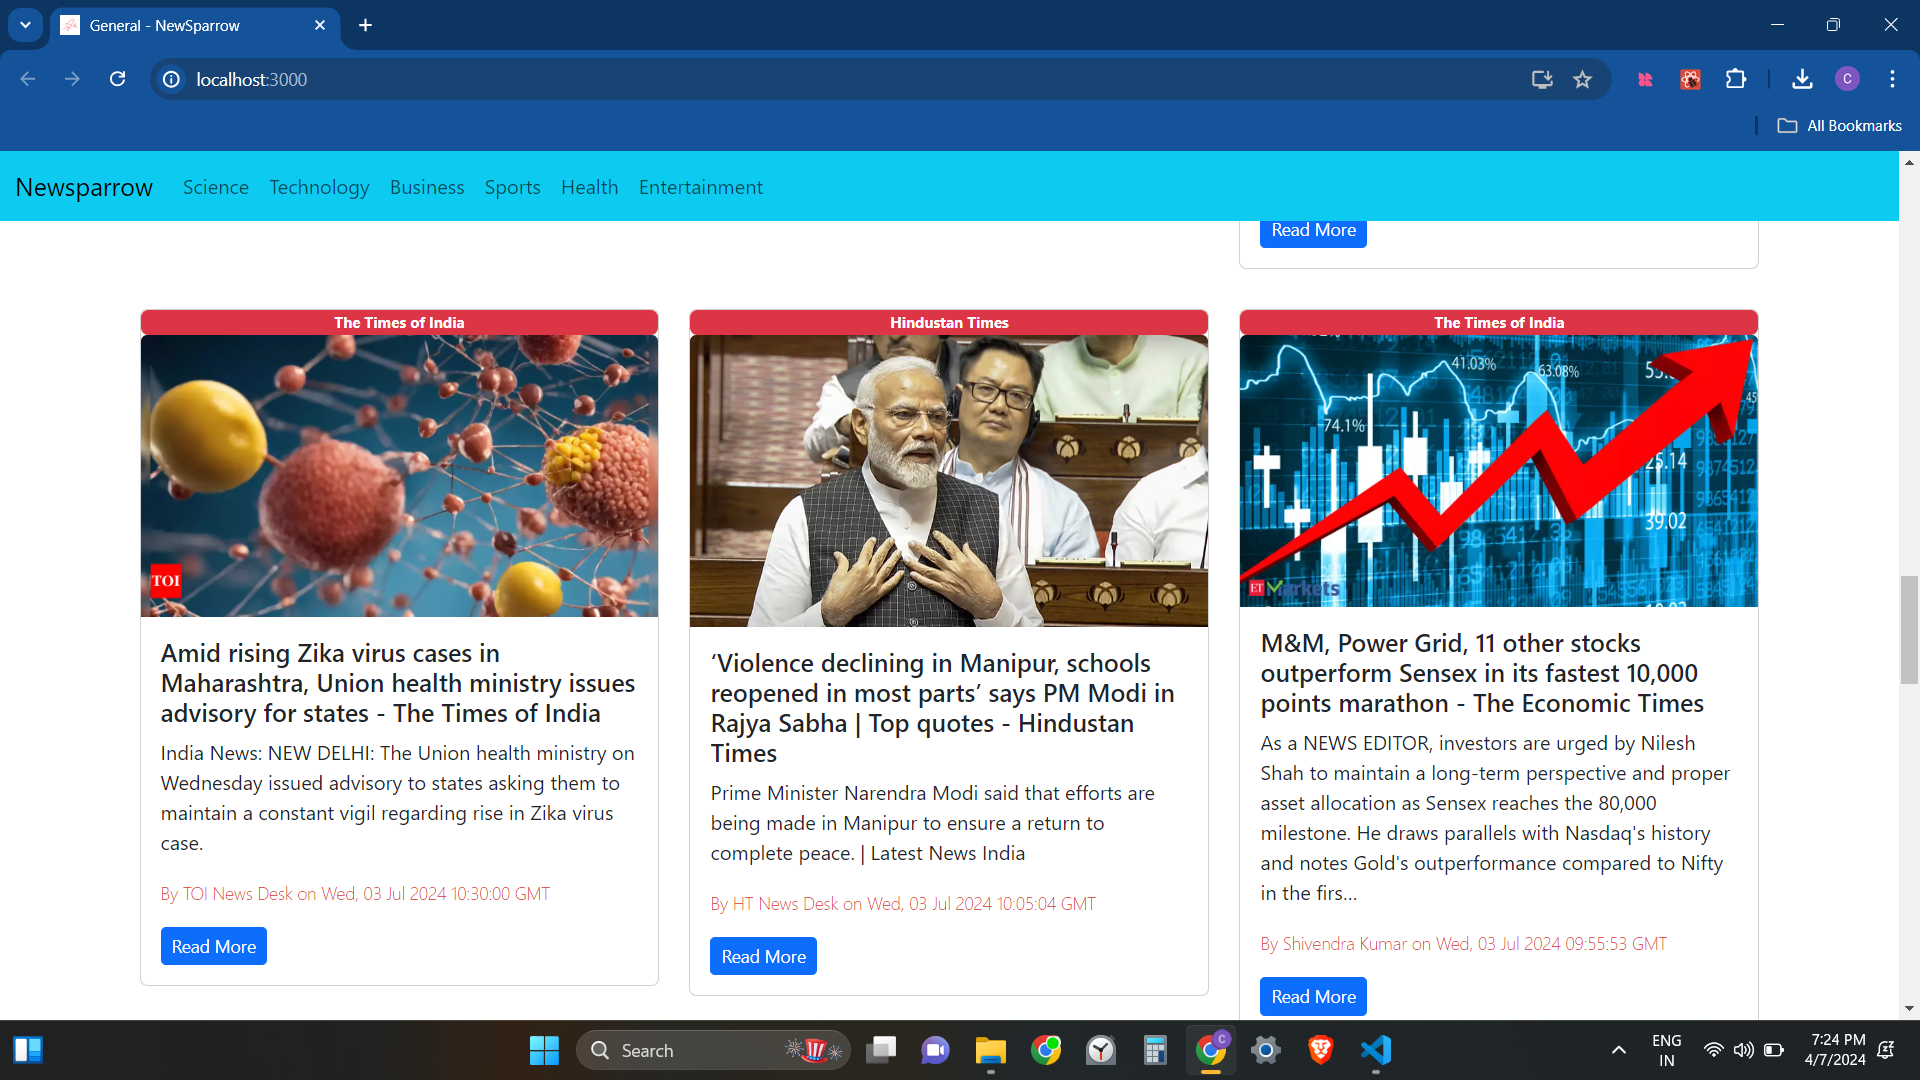 General - NewSparrow
localhost:3000
C
All Bookmarks
Newsparrow Science Technology Business Sports Health Entertainment
Read More
The Times of India
TOI
Amid rising Zika virus cases in
Maharashtra, Union health ministry issues
advisory for states - The Times of India
India News: NEW DELHI: The Union health ministry on
Wednesday issued advisory to states asking them to
maintain a constant vigil regarding rise in Zika virus
case.
By TOI News Desk on Wed, 03 Jul 2024 10:30:00 GMT
Read More
Hindustan Times
‘Violence declining in Manipur, schools
reopened in most parts’ says PM Modi in
Rajya Sabha | Top quotes - Hindustan
Times
Prime Minister Narendra Modi said that efforts are
being made in Manipur to ensure a return to
complete peace. | Latest News India
By HT News Desk on Wed, 03 Jul 2024 10:05:04 GMT
Read More
The Times of India
41.03%
63.08%
74.1%
25.14
39.02
ET Markets
M&M, Power Grid, 11 other stocks
outperform Sensex in its fastest 10,000
points marathon - The Economic Times
As a NEWS EDITOR, investors are urged by Nilesh
Shah to maintain a long-term perspective and proper
asset allocation as Sensex reaches the 80,000
milestone. He draws parallels with Nasdaq's history
and notes Gold's outperformance compared to Nifty
in the firs...
By Shivendra Kumar on Wed, 03 Jul 2024 09:55:53 GMT
Read More
Search
C
ENG
IN
7:24 PM
4/7/2024